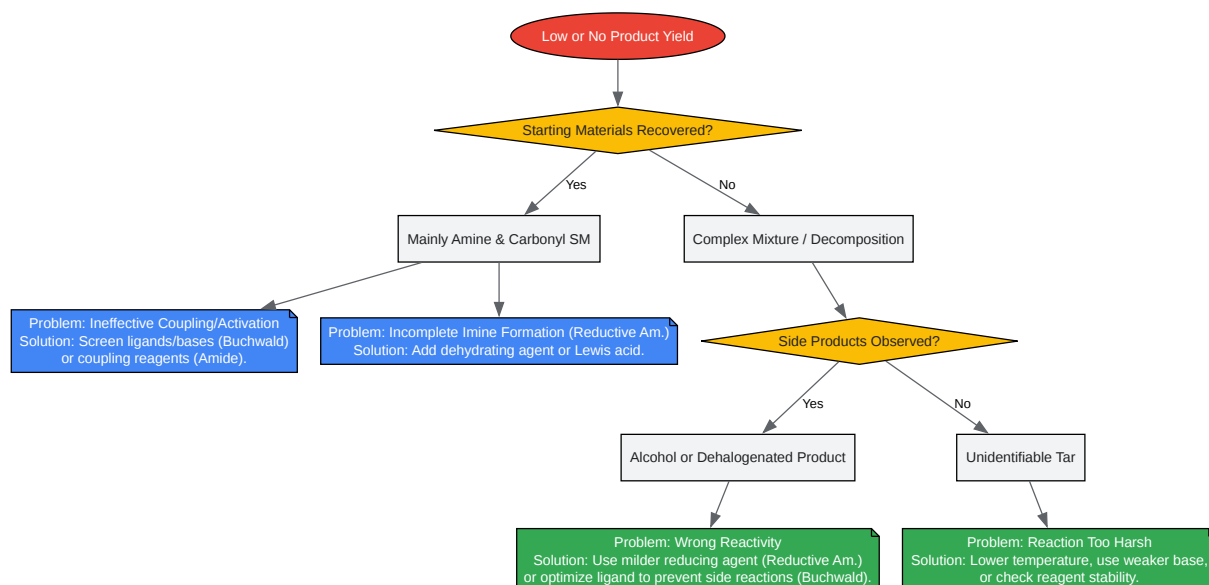 Low or No Product Yield
Starting Materials Recovered?
Yes
No
Mainly Amine & Carbonyl SM
Complex Mixture / Decomposition
Problem: Ineffective Coupling/Activation
Solution: Screen ligands/bases (Buchwald)
or coupling reagents (Amide).
Problem: Incomplete Imine Formation (Reductive Am.)
Solution: Add dehydrating agent or Lewis acid.
Side Products Observed?
Yes
No
Alcohol or Dehalogenated Product
Unidentifiable Tar
Problem: Wrong Reactivity
Solution: Use milder reducing agent (Reductive Am.)
or optimize ligand to prevent side reactions (Buchwald).
Problem: Reaction Too Harsh
Solution: Lower temperature, use weaker base,
or check reagent stability.